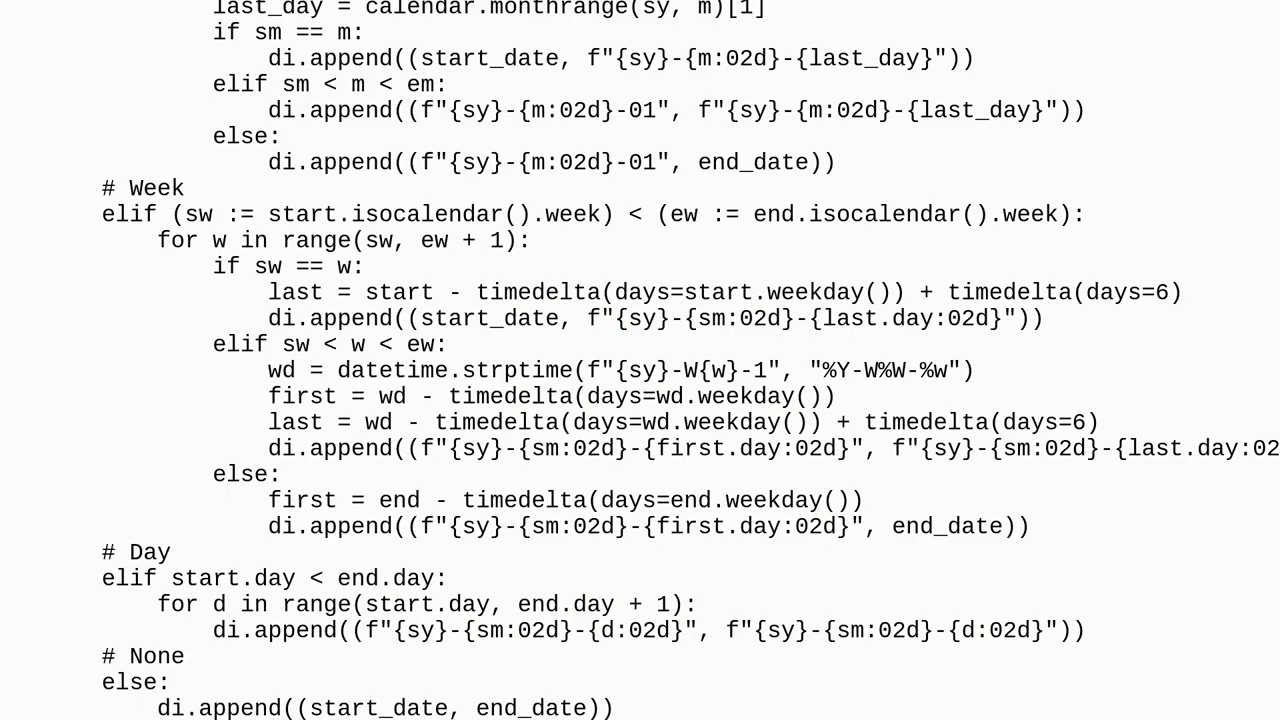 last_day = calendar.monthrange(sy, m)[1]
if sm == m:
di.append((start_date, f"{sy}-{m:02d}-{last_day}"))
elif sm < m < em:
di.append((f"{sy}-{m:02d}-01", f"{sy}-{m:02d}-{last_day}"))
else:
di.append((f"{sy}-{m:02d}-01", end_date))
# Week
elif (sw := start.isocalendar().week) < (ew := end.isocalendar().week):
for w in range(sw, ew + 1):
if sw == w:
last = start - timedelta(days=start.weekday()) + timedelta(days=6)
di.append((start_date, f"{sy}-{sm:02d}-{last.day:02d}"))
elif sw < w < ew:
wd = datetime.strptime(f"{sy}-W{w}-1", "%Y-W%W-%w")
first = wd - timedelta(days=wd.weekday())
last = wd - timedelta(days=wd.weekday()) + timedelta(days=6)
di.append((f"{sy}-{sm:02d}-{first.day:02d}", f"{sy}-{sm:02d}-{last.day:02
else:
first = end - timedelta(days=end.weekday())
di.append((f"{sy}-{sm:02d}-{first.day:02d}", end_date))
# Day
elif start.day < end.day:
for d in range(start.day, end.day + 1):
di.append((f"{sy}-{sm:02d}-{d:02d}", f"{sy}-{sm:02d}-{d:02d}"))
# None
else:
di.append((start_date, end_date))